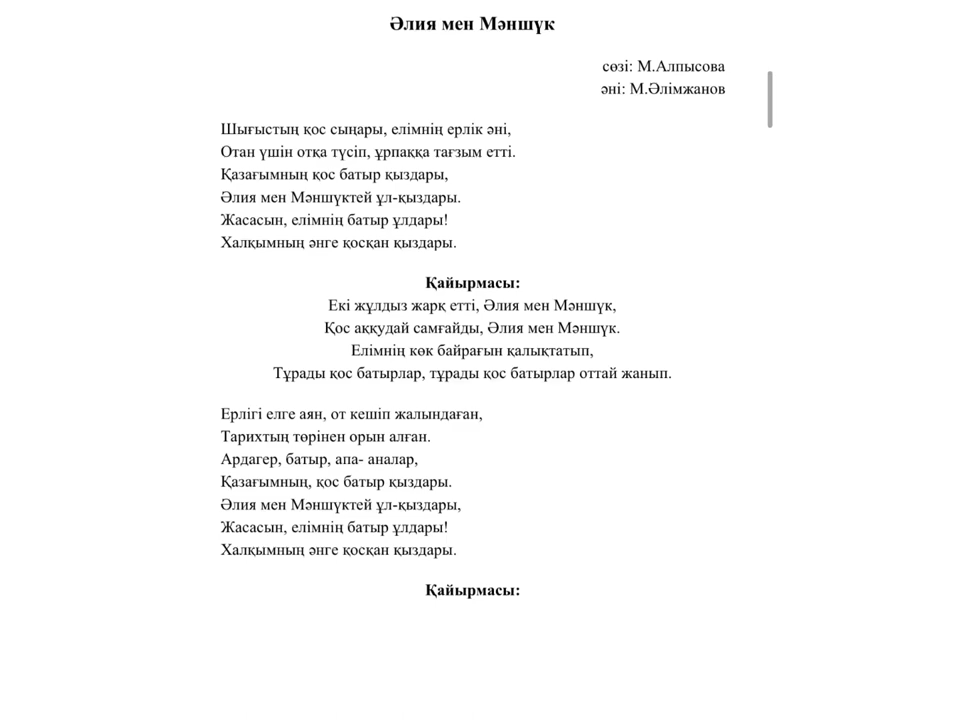 Әлия мен Мәншүк
сөзі: М.Алпысова
әні: М.Әлімжанов
Шығыстың қос сыңары, елімнің ерлік әні,
Отан үшін отқа түсіп, ұрпаққа тағзым етті.
Қазағымның қос батыр қыздары,
Әлия мен Мәншүктей ұл-қыздары.
Жасасын, елімнің батыр ұлдары!
Халқымның әнге қосқан қыздары.
Қайырмасы:
Екі жұлдыз жарқ етті, Әлия мен Мәншүк,
Қос аққудай самғайды, Әлия мен Мәншүк.
Елімнің көк байрағын қалықтатып,
Тұрады қос батырлар, тұрады қос батырлар оттай жанып.
Ерлігі елге аян, от кешіп жалындаған,
Тарихтың төрінен орын алған.
Ардагер, батыр, апа- аналар,
Қазағымның, қос батыр қыздары.
Әлия мен Мәншүктей ұл-қыздары,
Жасасын, елімнің батыр ұлдары!
Халқымның әнге қосқан қыздары.
Қайырмасы: